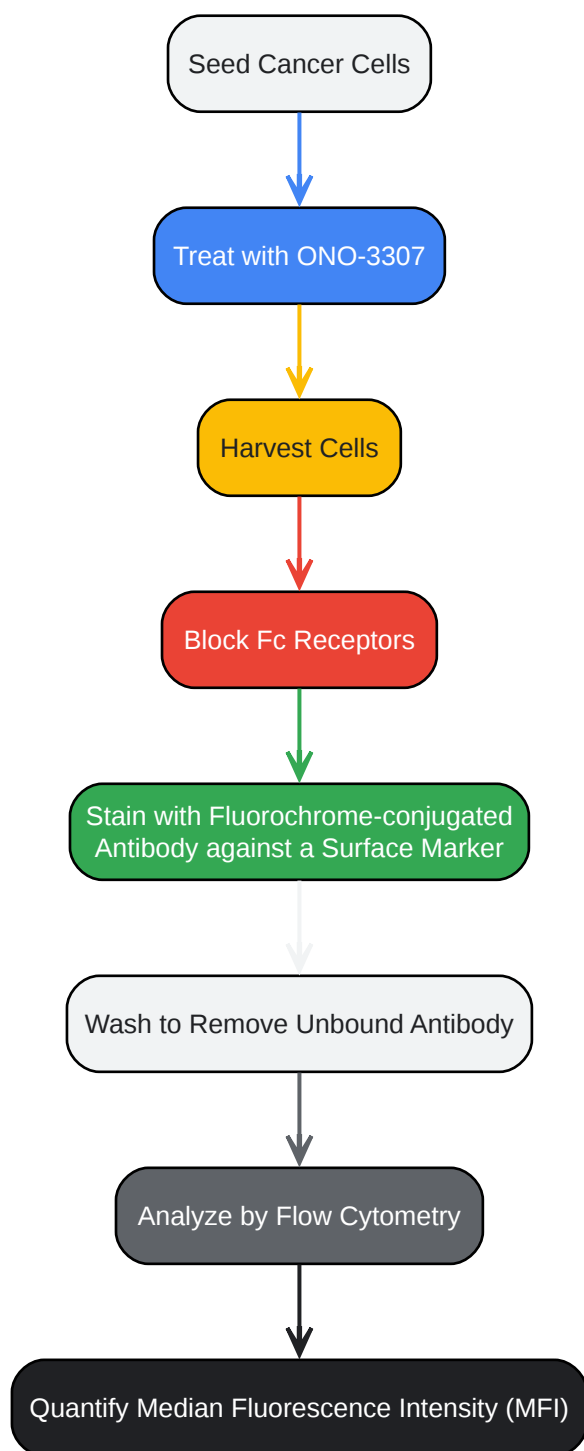 Seed Cancer Cells
Treat with ONO-3307
Harvest Cells
Block Fc Receptors
Stain with Fluorochrome-conjugated
Antibody against a Surface Marker
Wash to Remove Unbound Antibody
Analyze by Flow Cytometry
Quantify Median Fluorescence Intensity (MFI)